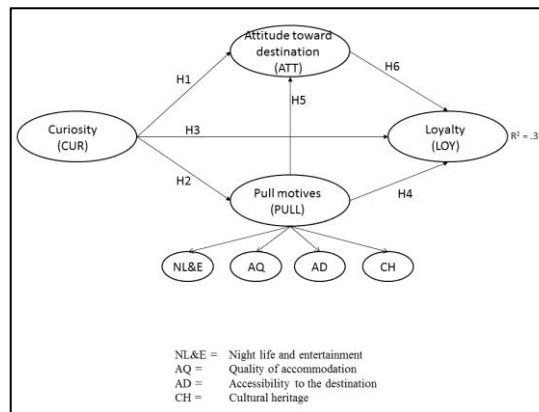 Attitude toward
destination
(ATT)
H1
H6
H5
Curiosity
(CUR)
H3
Loyalty
(LOY)
R² = .3
H2
Pull motives
(PULL)
H4
NL&E
AQ
AD
CH
NL&E = Night life and entertainment
AQ = Quality of accommodation
AD = Accessibility to the destination
CH = Cultural heritage